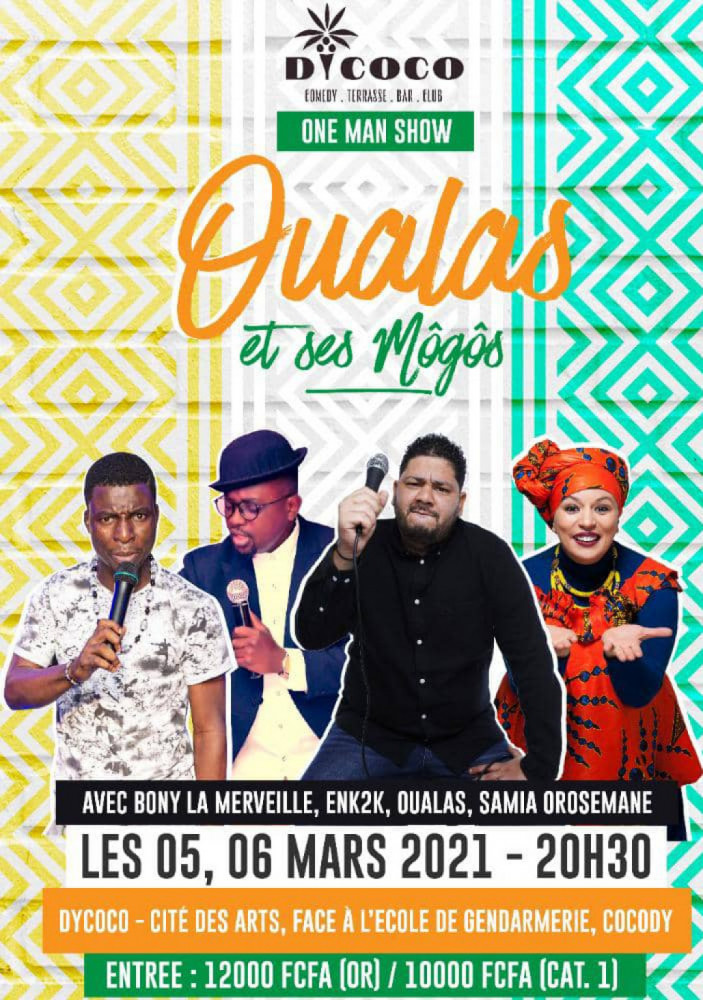 DYCOCO
COMEDY . TERRASSE . BAR . CLUB
ONE MAN SHOW
Oualas
et ses Môgôs
AVEC BONY LA MERVEILLE, ENK2K, OUALAS, SAMIA OROSEMANE
LES 05, 06 MARS 2021 - 20H30
DYCOCO - CITÉ DES ARTS, FACE À L'ECOLE DE GENDARMERIE, COCODY
ENTREE : 12000 FCFA (OR) / 10000 FCFA (CAT. 1)